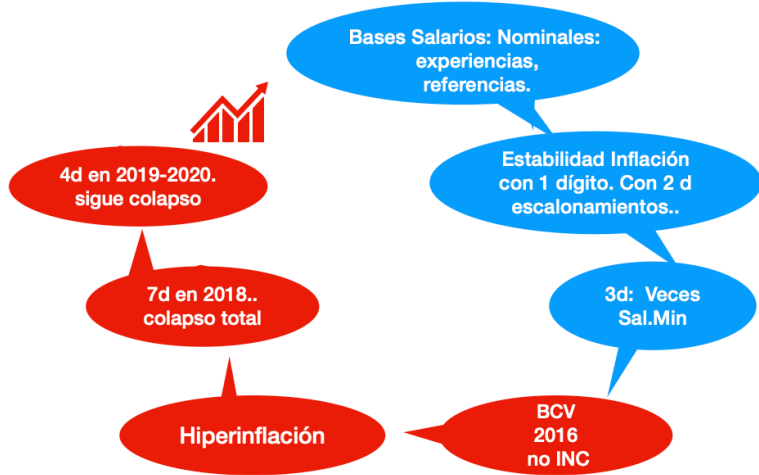 Bases Salarios: Nominales:
experiencias,
referencias.
Estabilidad Inflación
con 1 dígito. Con 2 d
escalonamientos..
3d:  Veces
Sal.Min
BCV
2016
no INC
Hiperinflación
7d en 2018..
colapso total
4d en 2019-2020.
sigue colapso